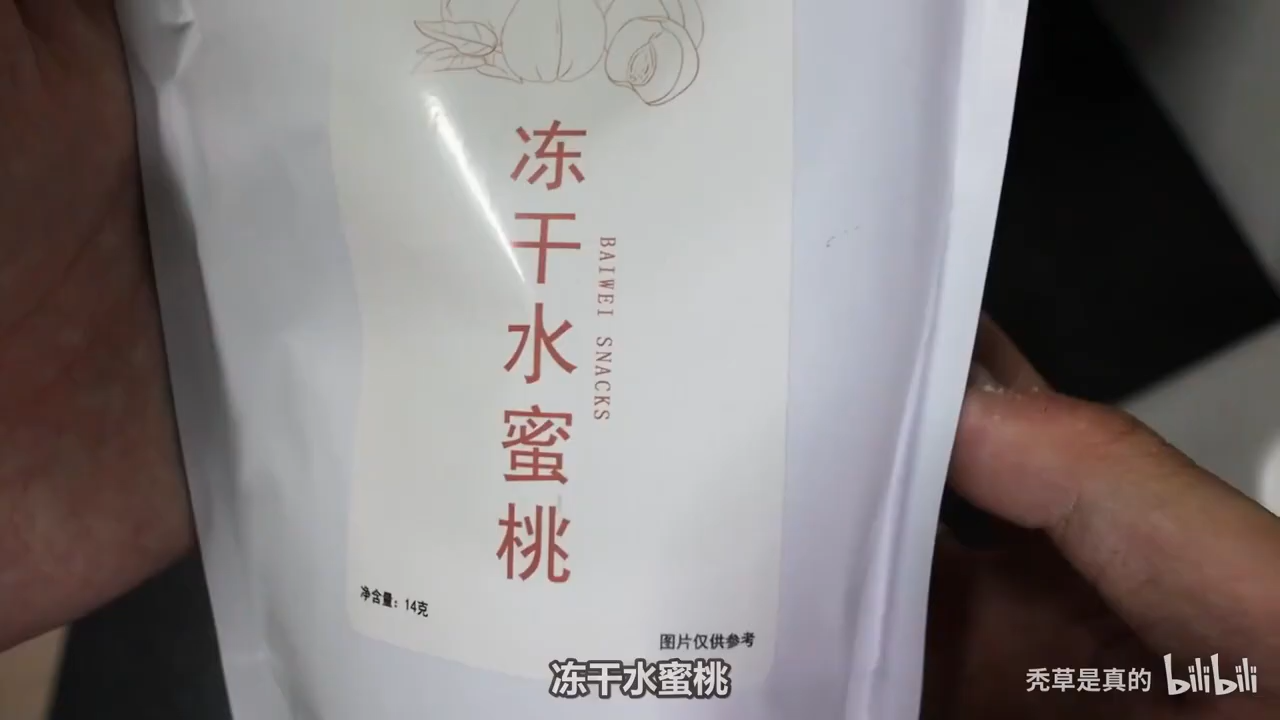 冻干水蜜桃
BAIWEI SNACKS
净含量：14克
图片仅供参考
冻干水蜜桃
秃草是真的 bilibili